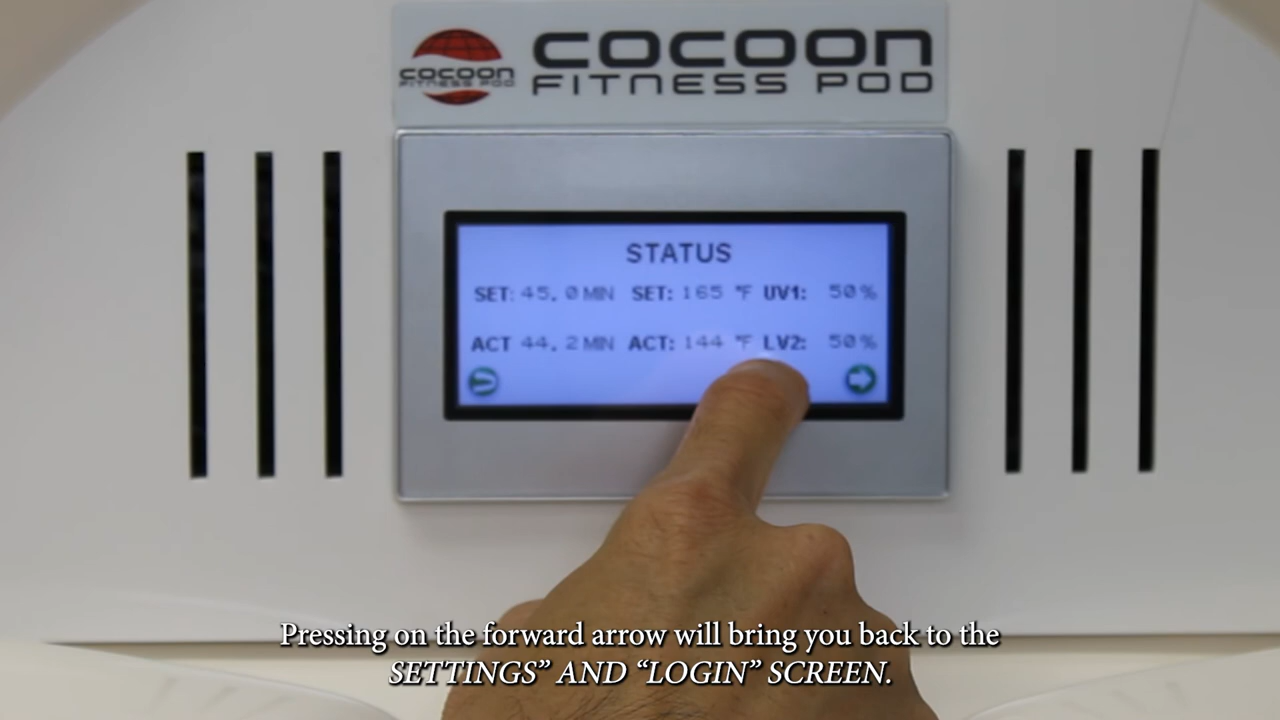 COCOON
FITNESS POD
COCOON
FITNESS POD
STATUS
SET: 45.0 MIN SET: 165 °F UV1: 50%
ACT 44.2 MIN ACT: 144 °F LV2: 50%
Pressing on the forward arrow will bring you back to the
SETTINGS” AND “LOGIN” SCREEN.